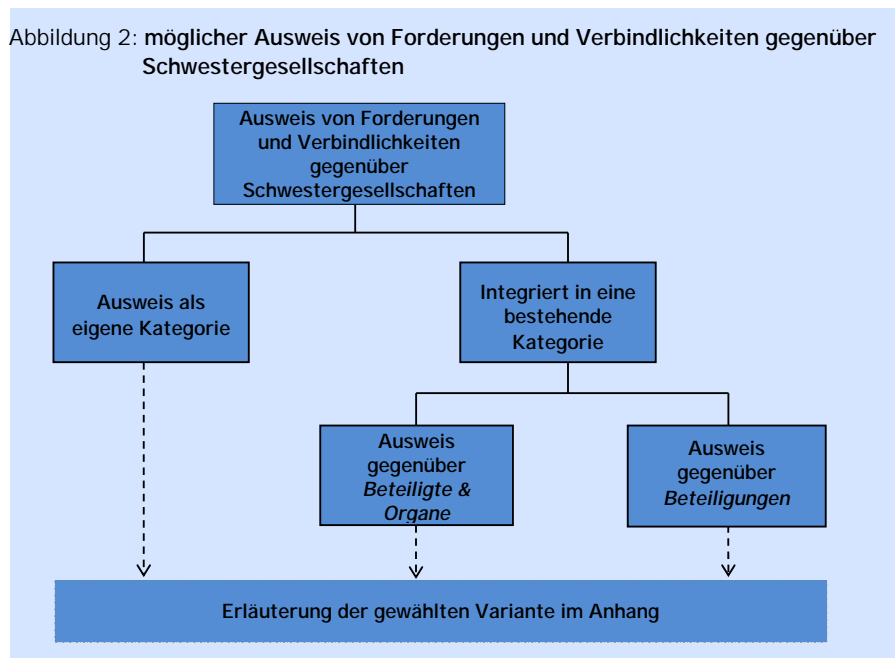 Abbildung 2: möglicher Ausweis von Forderungen und Verbindlichkeiten gegenüber
Schwestergesellschaften
Ausweis von Forderungen
und Verbindlichkeiten
gegenüber
Schwestergesellschaften
Ausweis als
eigene Kategorie
Integriert in eine
bestehende
Kategorie
Ausweis
gegenüber
Beteiligte &
Organe
Ausweis
gegenüber
Beteiligungen
Erläuterung der gewählten Variante im Anhang